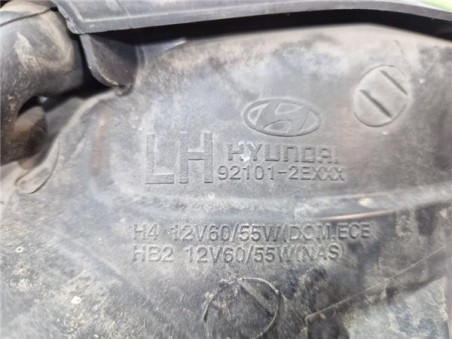 LH HYUNDAI
92101-2EXXX
H4 12V60/55W(DOM,ECE
HB2 12V60/55W(NAS)